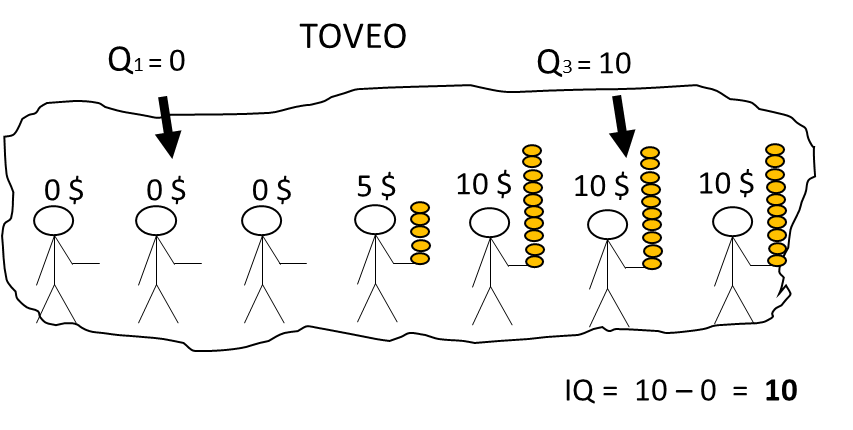 TOVEO
Q1 = 0
Q3 = 10
0 $ 0 $ 0 $ 5 $ 10 $ 10 $ 10 $
IQ = 10 – 0 = 10